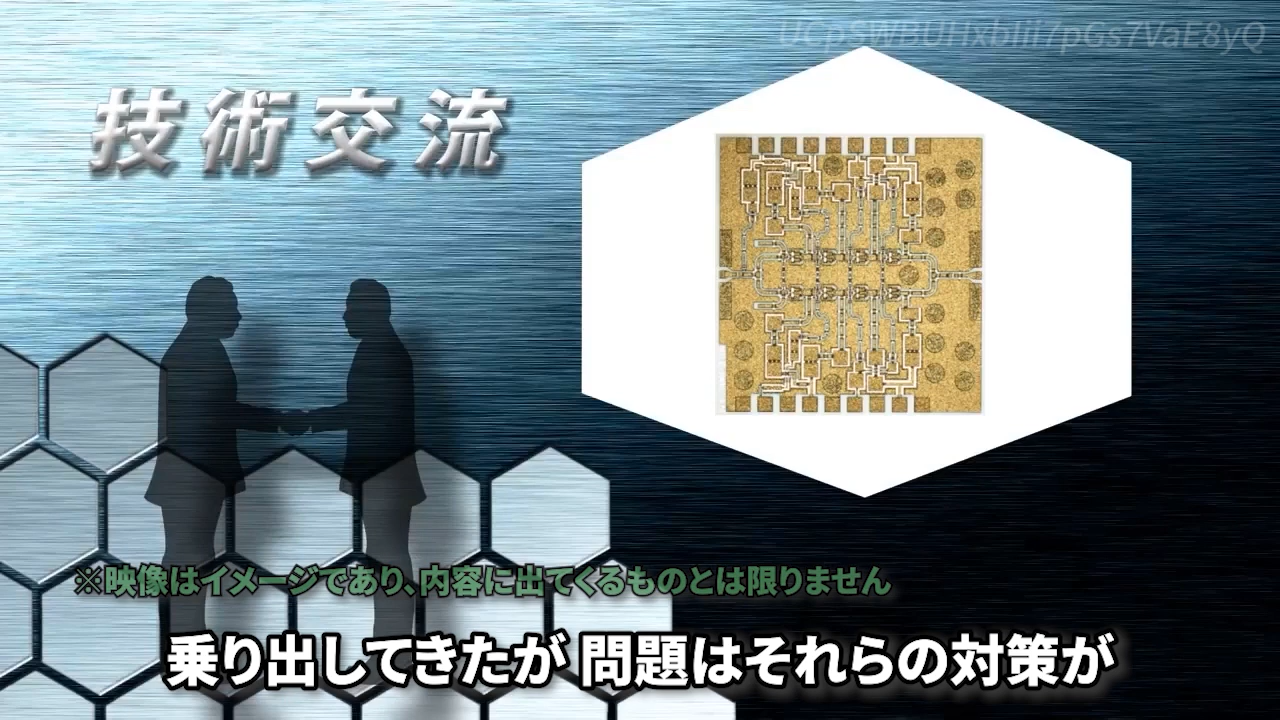 UCpSWBUHxbIii7pGs7VaE8yQ
技術交流
※映像はイメージであり、内容に出てくるものとは限りません
乗り出してきたが 問題はそれらの対策が